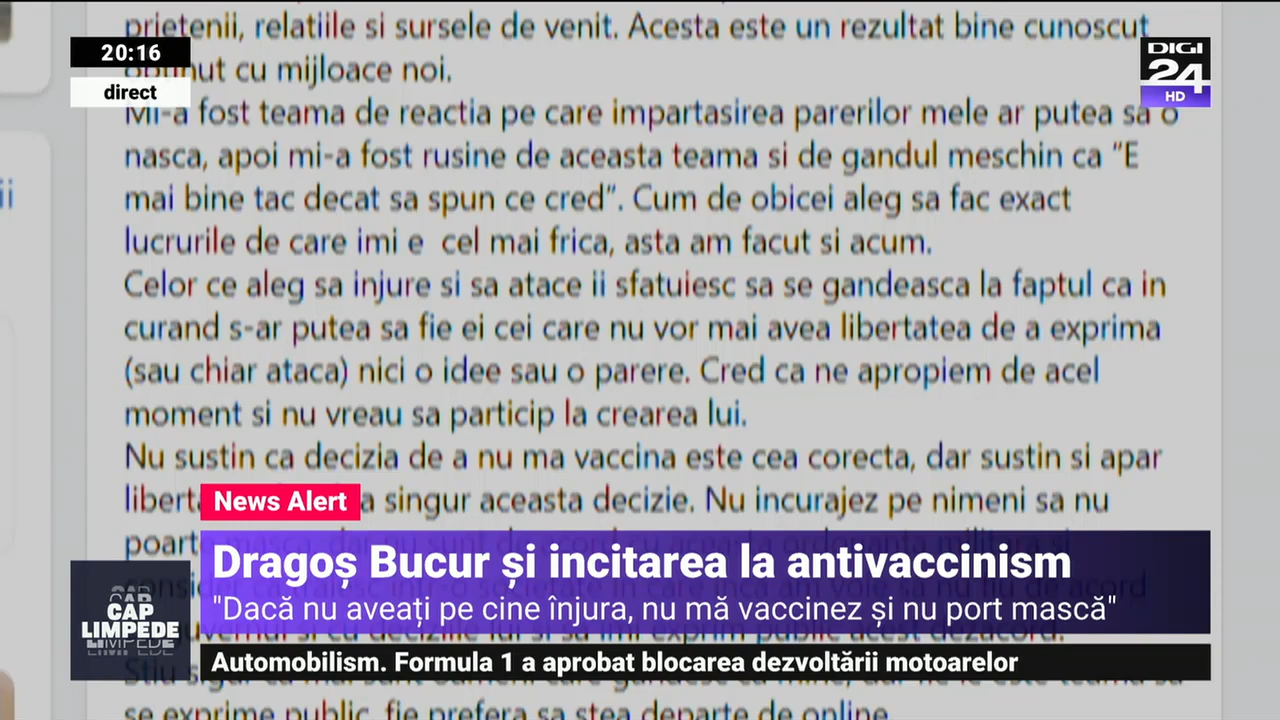 prietenii, relatiile si sursele de venit. Acesta este un rezultat bine cunoscut
20:16
obtinut cu mijloace noi.
direct
DIGI
24
HD
Mi-a fost teama de reactia pe care impartasirea parerilor mele ar putea sa o
nasca, apoi mi-a fost rusine de aceasta teama si de gandul meschin ca "E
mai bine tac decat sa spun ce cred". Cum de obicei aleg sa fac exact
lucrurile de care imi e cel mai frica, asta am facut si acum.
Celor ce aleg sa injure si sa atace ii sfatuiesc sa se gandeasca la faptul ca in
curand s-ar putea sa fie ei cei care nu vor mai avea libertatea de a exprima
(sau chiar ataca) nici o idee sau o parere. Cred ca ne apropiem de acel
moment si nu vreau sa particip la crearea lui.
Nu sustin ca decizia de a nu ma vaccina este cea corecta, dar sustin si apar
singur aceasta decizie. Nu incurajez pe nimeni sa nu
News Alert
Dragoș Bucur și incitarea la antivaccinism
"Dacă nu aveați pe cine înjura, nu mă vaccinez și nu port mască"
CAP
LIMPEDE
Automobilism. Formula 1 a aprobat blocarea dezvoltării motoarelor
se exprime public, fie prefera sa stea departe de online.